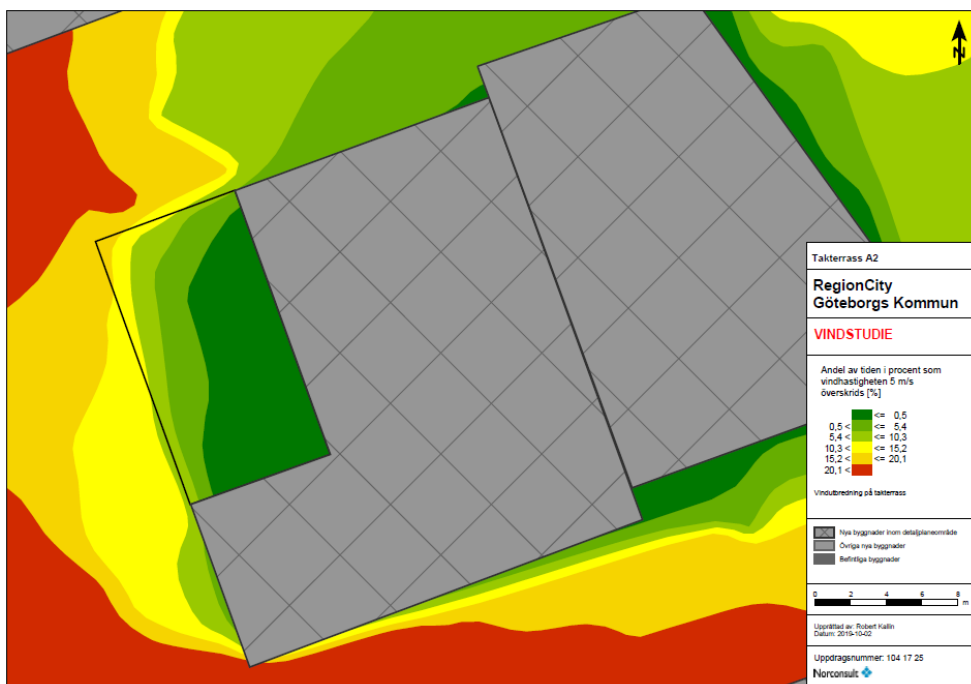 N
Takterrass A2
RegionCity
Göteborgs Kommun
VINDSTUDIE
Andel av tiden i procent som
vindhastigheten 5 m/s
överskrids [%]
<= 0,5
0,5 < <= 5,4
5,4 < <= 10,3
10,3 < <= 15,2
15,2 < <= 20,1
20,1 <
Vindutbredning på takterrass
Nya byggnader inom detaljplaneområde
Övriga nya byggnader
Befintliga byggnader
0 2 4 6 8
m
Upprättad av: Robert Kallin
Datum: 2019-10-02
Uppdragsnummer: 104 17 25
Norconsult